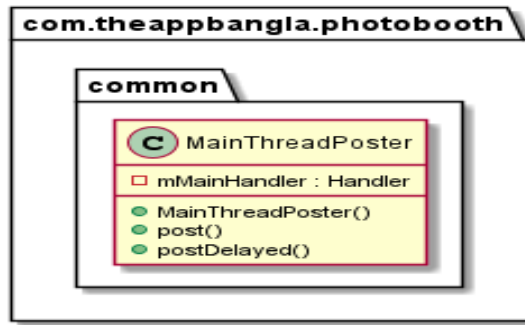 com.theappbangla.photobooth
common
C MainThreadPoster
mMainHandler : Handler
MainThreadPoster()
post()
postDelayed()